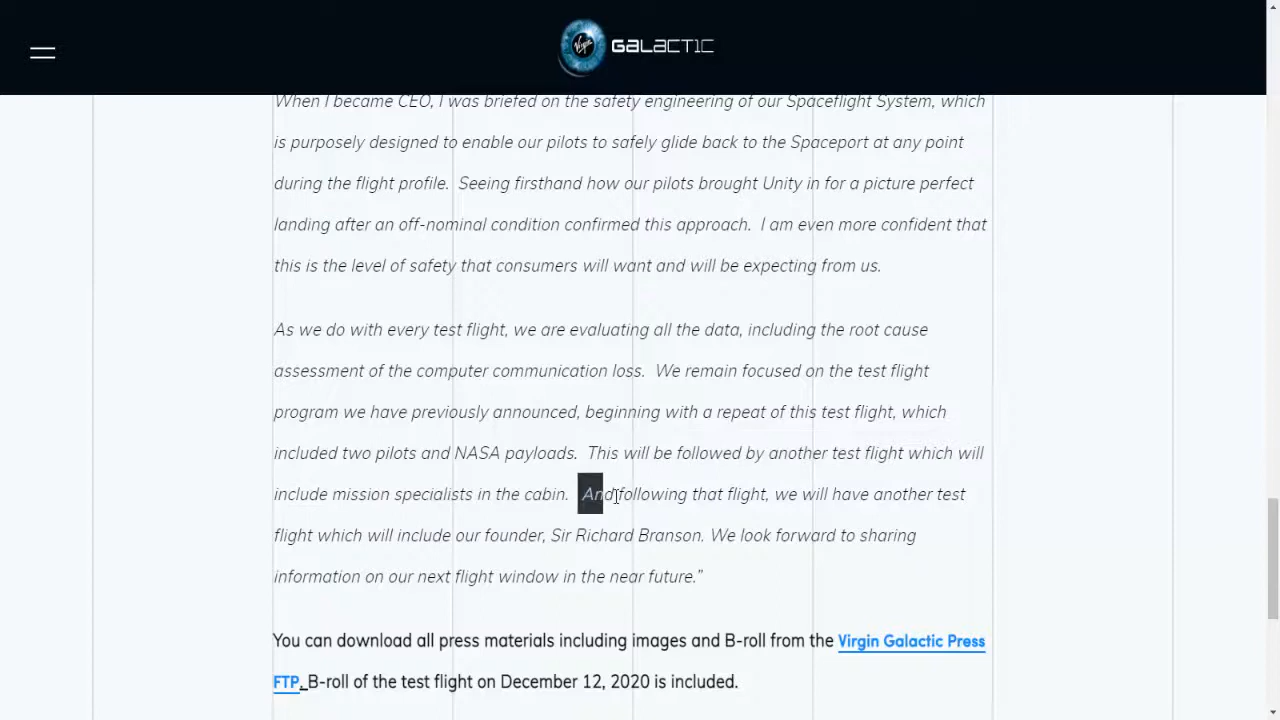 Virgin GALACTIC
When I became CEO, I was briefed on the safety engineering of our Spaceflight System, which
is purposely designed to enable our pilots to safely glide back to the Spaceport at any point
during the flight profile.  Seeing firsthand how our pilots brought Unity in for a picture perfect
landing after an off-nominal condition confirmed this approach.  I am even more confident that
this is the level of safety that consumers will want and will be expecting from us.
As we do with every test flight, we are evaluating all the data, including the root cause
assessment of the computer communication loss.  We remain focused on the test flight
program we have previously announced, beginning with a repeat of this test flight, which
included two pilots and NASA payloads.  This will be followed by another test flight which will
include mission specialists in the cabin.  And following that flight, we will have another test
flight which will include our founder, Sir Richard Branson. We look forward to sharing
information on our next flight window in the near future.”
You can download all press materials including images and B-roll from the Virgin Galactic Press
FTP. B-roll of the test flight on December 12, 2020 is included.